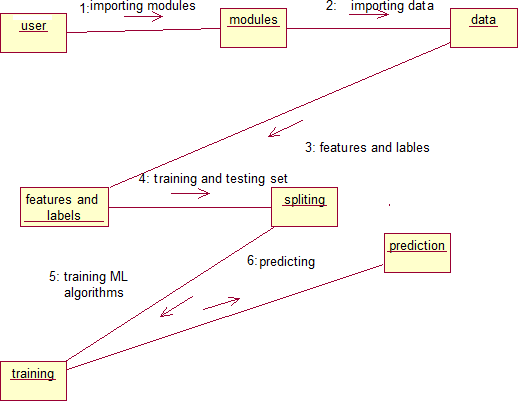 1:importing modules
2: importing data
user
modules
data
3: features and lables
4: training and testing set
features and
labels
spliting
6:predicting
prediction
5: training ML
algorithms
training